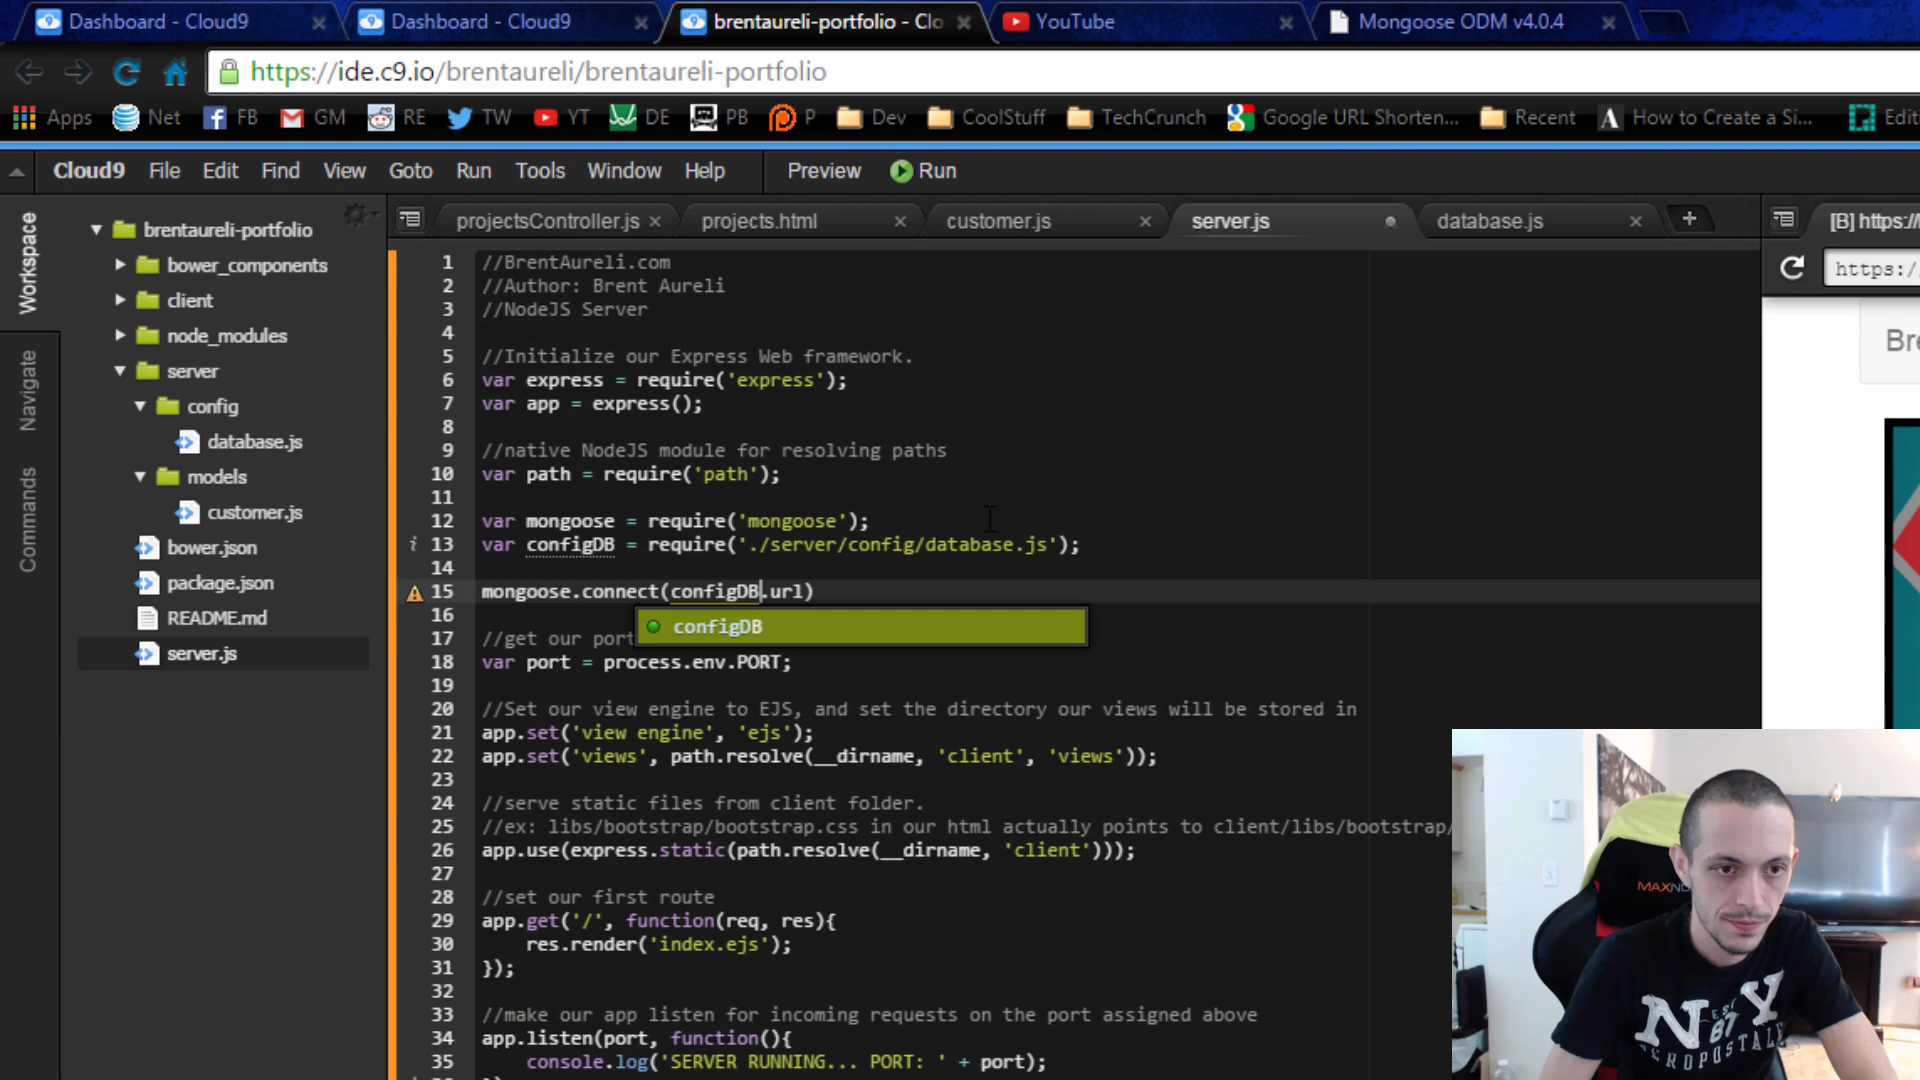 Dashboard - Cloud9
Dashboard - Cloud9
brentaureli-portfolio - Clo
YouTube
Mongoose ODM v4.0.4
https://ide.c9.io/brentaureli/brentaureli-portfolio
Apps Net FB GM RE TW YT DE PB P Dev CoolStuff TechCrunch Google URL Shorten... Recent How to Create a Si... Edit
Cloud9 File Edit Find View Goto Run Tools Window Help Preview Run
Workspace
Navigate
Commands
brentaureli-portfolio
bower_components
client
node_modules
server
config
database.js
models
customer.js
bower.json
package.json
README.md
server.js
projectsController.js projects.html customer.js server.js database.js
[B] https://
https:/
Bre
1 //BrentAureli.com
2 //Author: Brent Aureli
3 //NodeJS Server
4
5 //Initialize our Express Web framework.
6 var express = require('express');
7 var app = express();
8
9 //native NodeJS module for resolving paths
10 var path = require('path');
11
12 var mongoose = require('mongoose');
13 var configDB = require('./server/config/database.js');
14
15 mongoose.connect(configDB.url)
16
configDB
17 //get our port
18 var port = process.env.PORT;
19
20 //Set our view engine to EJS, and set the directory our views will be stored in
21 app.set('view engine', 'ejs');
22 app.set('views', path.resolve(__dirname, 'client', 'views'));
23
24 //serve static files from client folder.
25 //ex: libs/bootstrap/bootstrap.css in our html actually points to client/libs/bootstrap/
26 app.use(express.static(path.resolve(__dirname, 'client')));
27
28 //set our first route
29 app.get('/', function(req, res){
30 res.render('index.ejs');
31 });
32
33 //make our app listen for incoming requests on the port assigned above
34 app.listen(port, function(){
35 console.log('SERVER RUNNING... PORT: ' + port);
MAXNO
NY
87
AEROPOSTALE